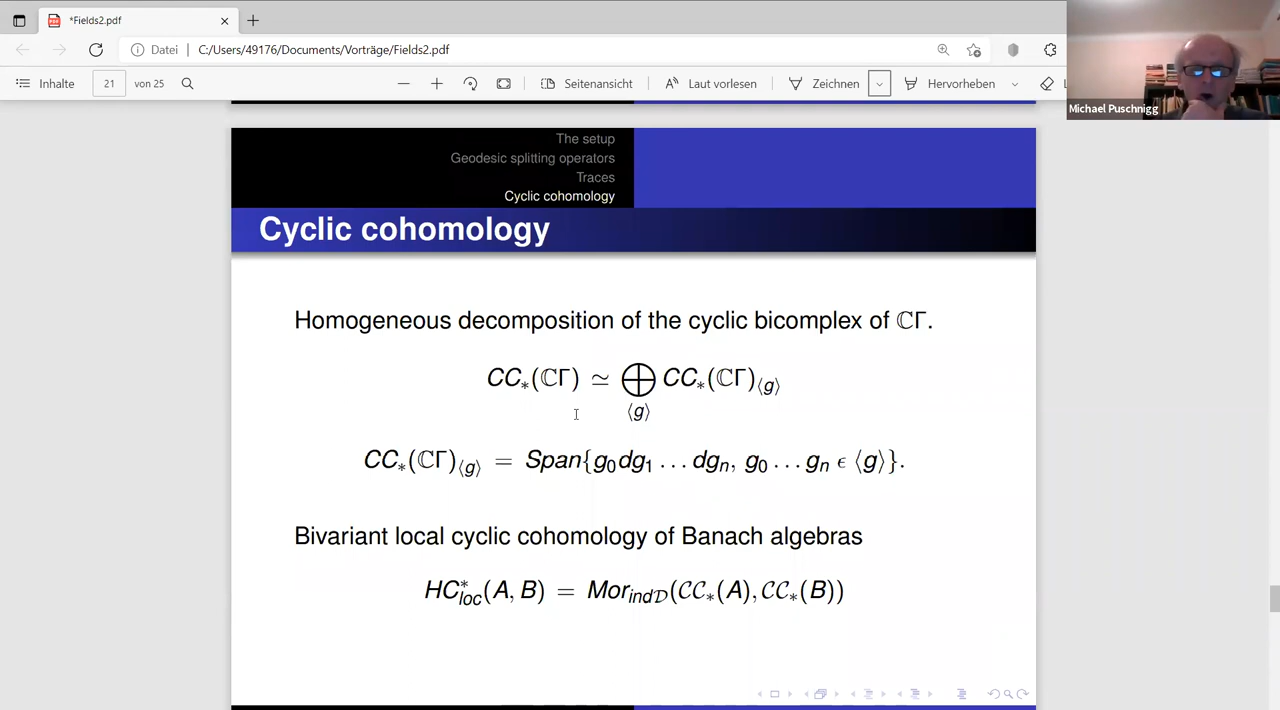 *Fields2.pdf
Datei C:/Users/49176/Documents/Vorträge/Fields2.pdf
Inhalte 21 von 25 Seitenansicht Laut vorlesen Zeichnen Hervorheben L
Michael Puschnigg
The setup
Geodesic splitting operators
Traces
Cyclic cohomology
Cyclic cohomology
Homogeneous decomposition of the cyclic bicomplex of ℂΓ.
CC∗(ℂΓ) ≃ ⨁⟨g⟩ CC∗(ℂΓ)⟨g⟩
CC∗(ℂΓ)⟨g⟩ = Span{g₀dg₁ … dgₙ, g₀ … gₙ ϵ ⟨g⟩}.
Bivariant local cyclic cohomology of Banach algebras
HC*loc(A, B) = Mor_ind𝒟(𝒞𝒞∗(A), 𝒞𝒞∗(B))